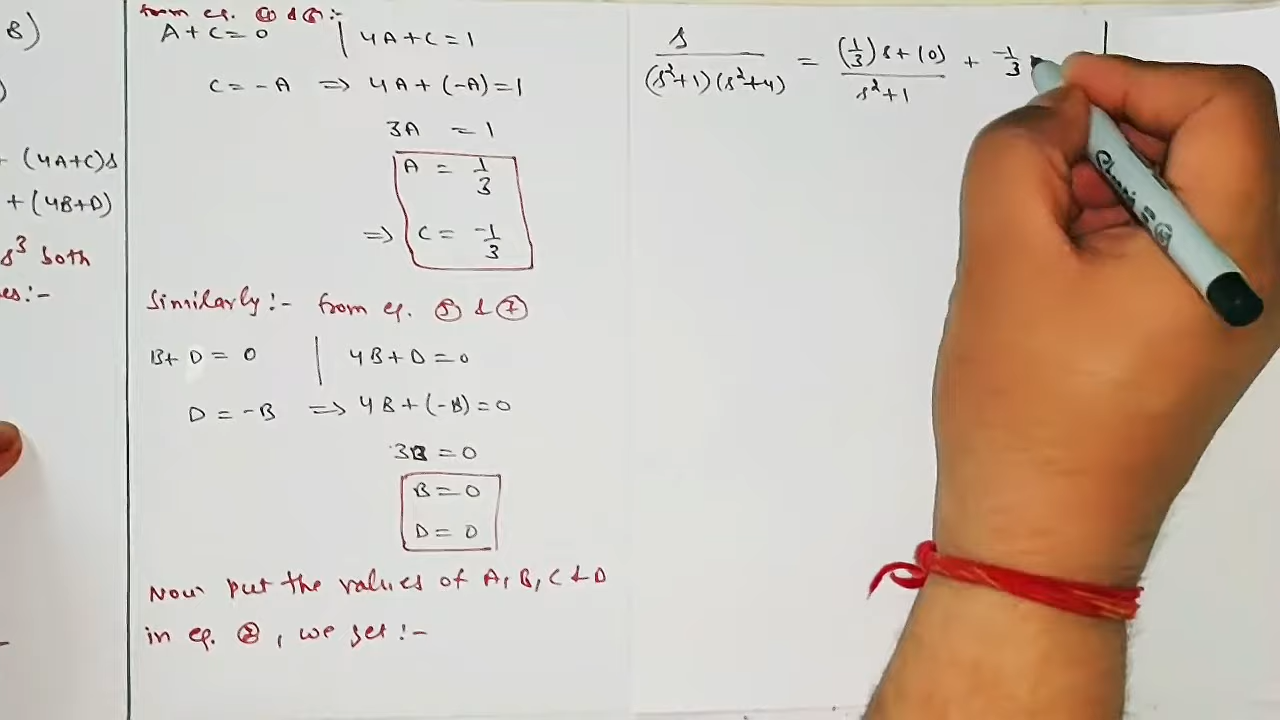 B)
)
+ (4A+C)s
+ (4B+D)
s³ both
es:-
from eq. ④ & ⑥:-
A+C=0 | 4A+C=1
C=-A ⇒ 4A+(-A)=1
3A = 1
A = 1/3
⇒ C = -1/3
Similarly:- from eq. ⑤ & ⑦
B+D=0 | 4B+D=0
D=-B ⇒ 4B+(-B)=0
3B=0
B=0
D=0
Now put the values of A, B, C & D
in eq. ②, we get:-
s/(s²+1)(s²+4) = (1/3)s+(0)/s²+1 + -1/3